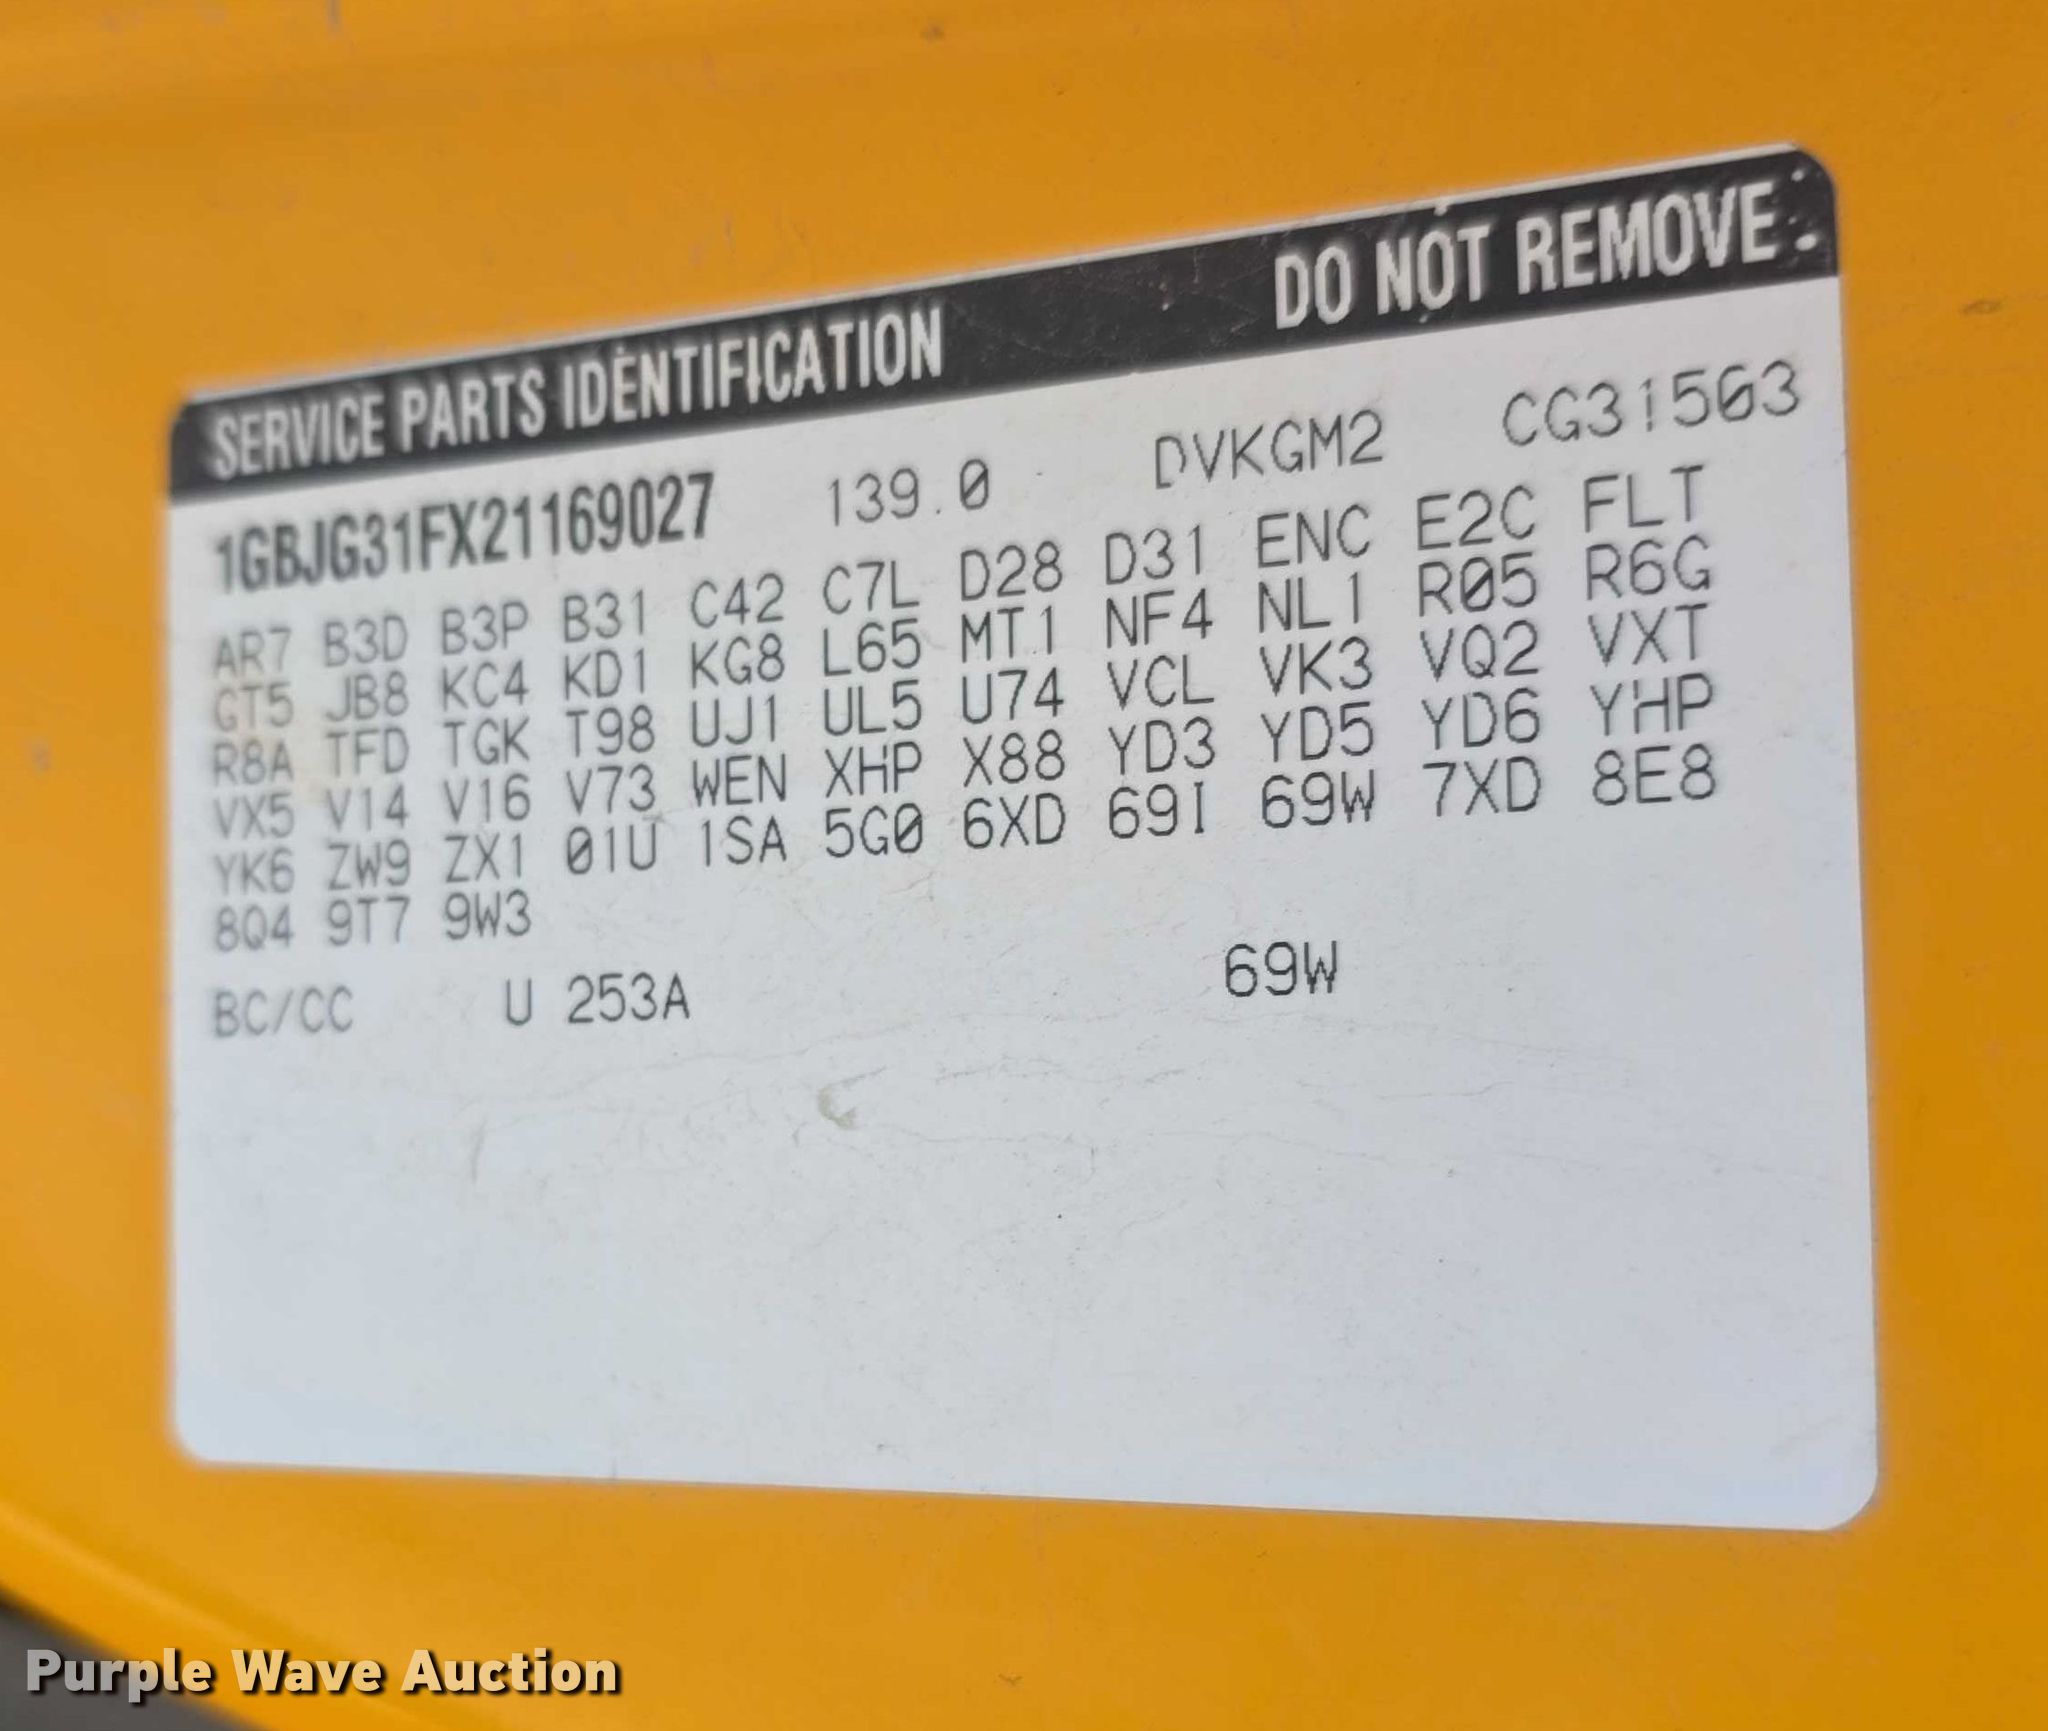 SERVICE PARTS IDENTIFICATION DO NOT REMOVE
1GBJG31FX21169027 139.0 DVKGM2 CG31503
AR7 B3D B3P B31 C42 C7L D28 D31 ENC E2C FLT
GT5 JB8 KC4 KD1 KG8 L65 MT1 NF4 NL1 R05 R6G
R8A TFD TGK T98 UJ1 UL5 U74 VCL VK3 VQ2 VXT
VX5 V14 V16 V73 WEN XHP X88 YD3 YD5 YD6 YHP
YK6 ZW9 ZX1 01U 1SA 5G0 6XD 69I 69W 7XD 8E8
8Q4 9T7 9W3
BC/CC U 253A 69W
Purple Wave Auction